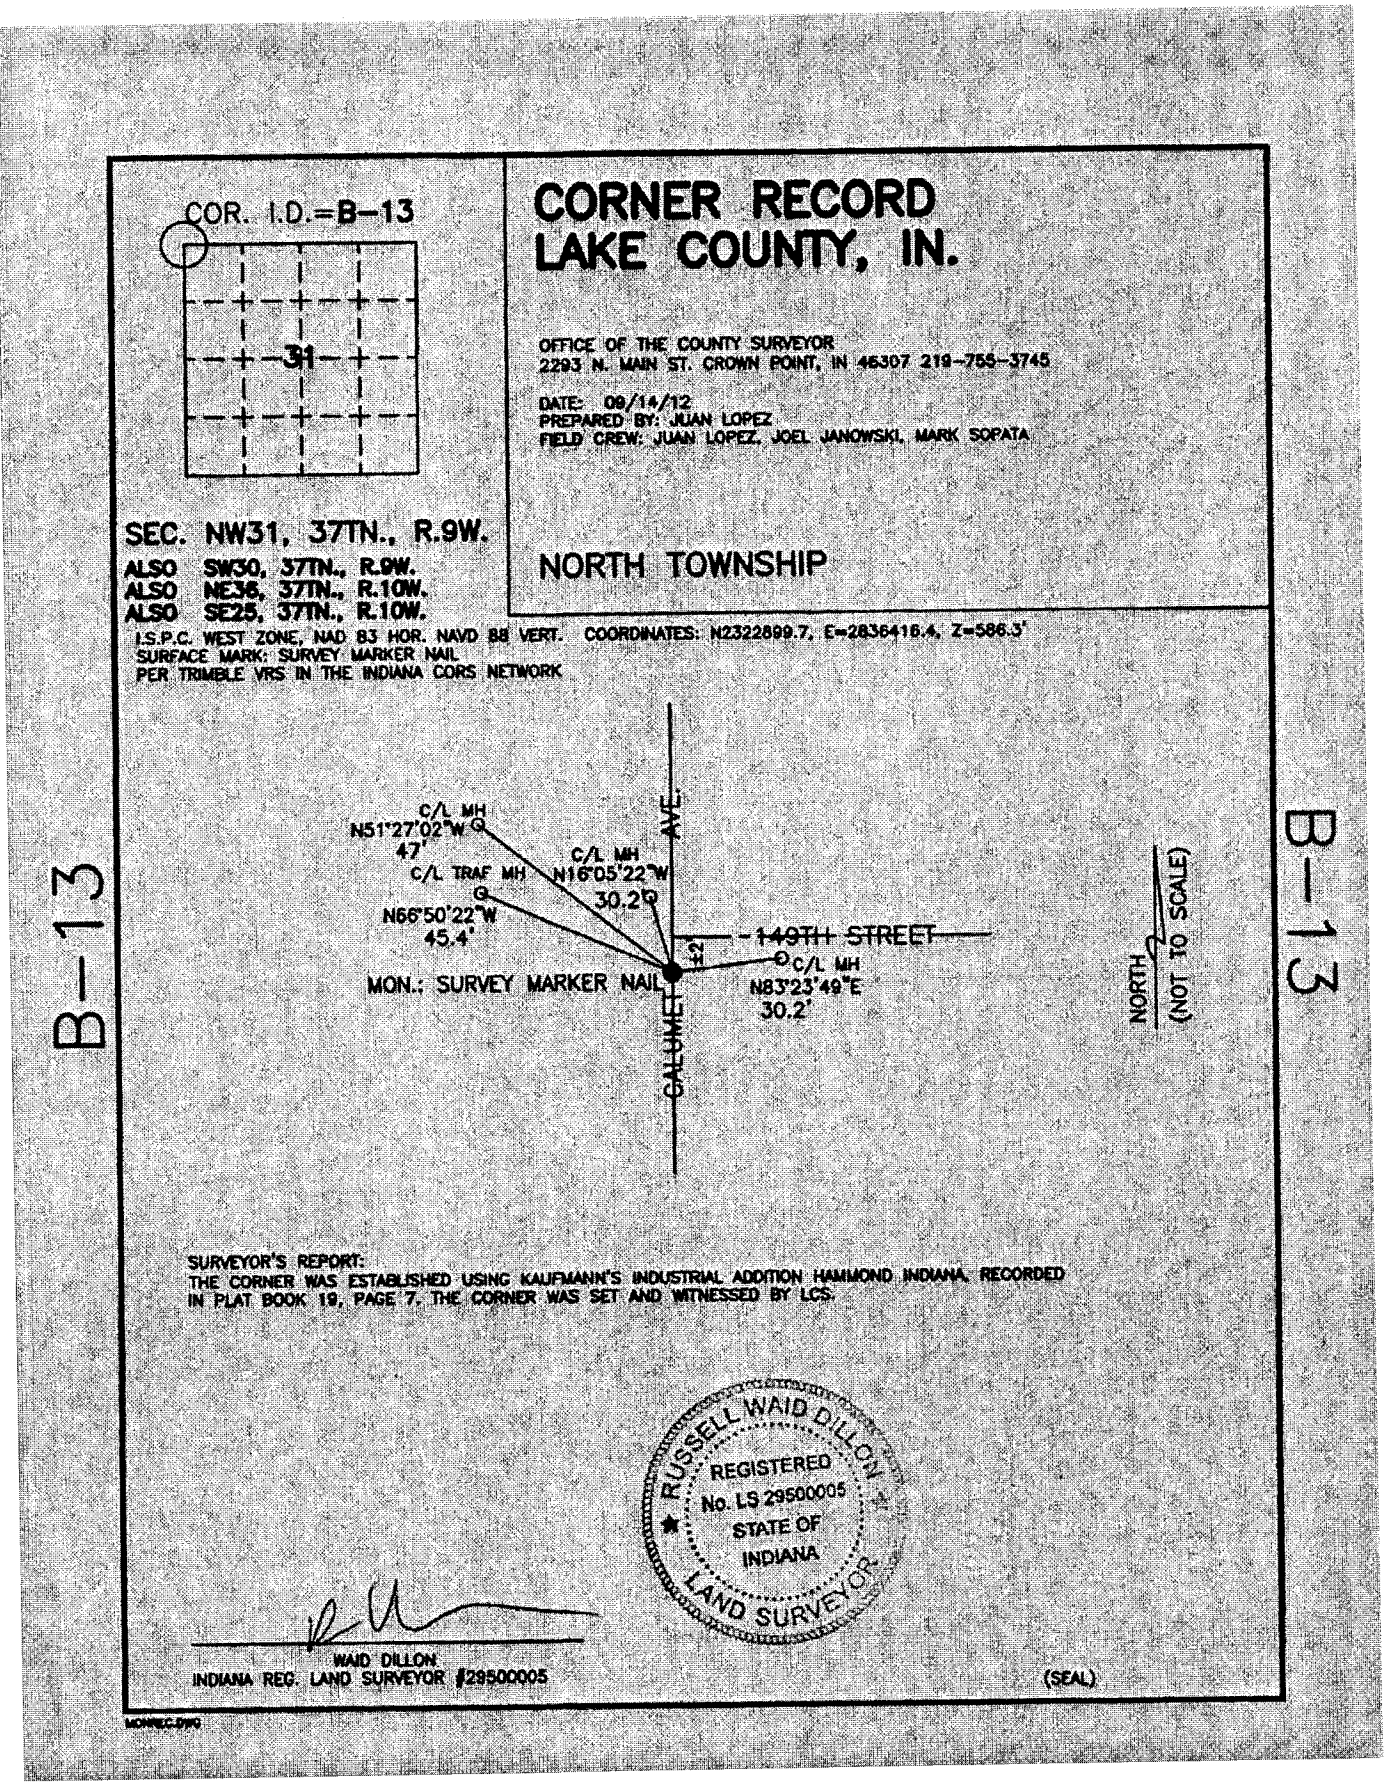 COR. I.D.=B-13
31
CORNER RECORD
LAKE COUNTY, IN.
OFFICE OF THE COUNTY SURVEYOR
2293 N. MAIN ST. CROWN POINT, IN 46307 219-755-3745
DATE: 09/14/12
PREPARED BY: JUAN LOPEZ
FIELD CREW: JUAN LOPEZ, JOEL JANOWSKI, MARK SOPATA
SEC. NW31, 37TN., R.9W.
ALSO SW30, 37TN., R.9W.
ALSO NE36, 37TN., R.10W.
ALSO SE25, 37TN., R.10W.
NORTH TOWNSHIP
I.S.P.C. WEST ZONE, NAD 83 HOR. NAVD 88 VERT. COORDINATES: N2322899.7, E=2836416.4, Z=586.3'
SURFACE MARK: SURVEY MARKER NAIL
PER TRIMBLE VRS IN THE INDIANA CORS NETWORK
C/L MH
N51°27'02"W
47'
C/L TRAF MH
N66°50'22"W
45.4'
C/L MH
N16°05'22"W
30.2'
CALUMET AVE.
149TH STREET
±2'
C/L MH
N83°23'49"E
30.2'
MON.: SURVEY MARKER NAIL
NORTH
(NOT TO SCALE)
B-13
B-13
SURVEYOR'S REPORT:
THE CORNER WAS ESTABLISHED USING KAUFMANN'S INDUSTRIAL ADDITION HAMMOND INDIANA, RECORDED
IN PLAT BOOK 19, PAGE 7. THE CORNER WAS SET AND WITNESSED BY LCS.
RUSSELL WAID DILLON
REGISTERED
No. LS 29500005
STATE OF
INDIANA
LAND SURVEYOR
WAID DILLON
INDIANA REG. LAND SURVEYOR #29500005
(SEAL)
MONREC.DWG